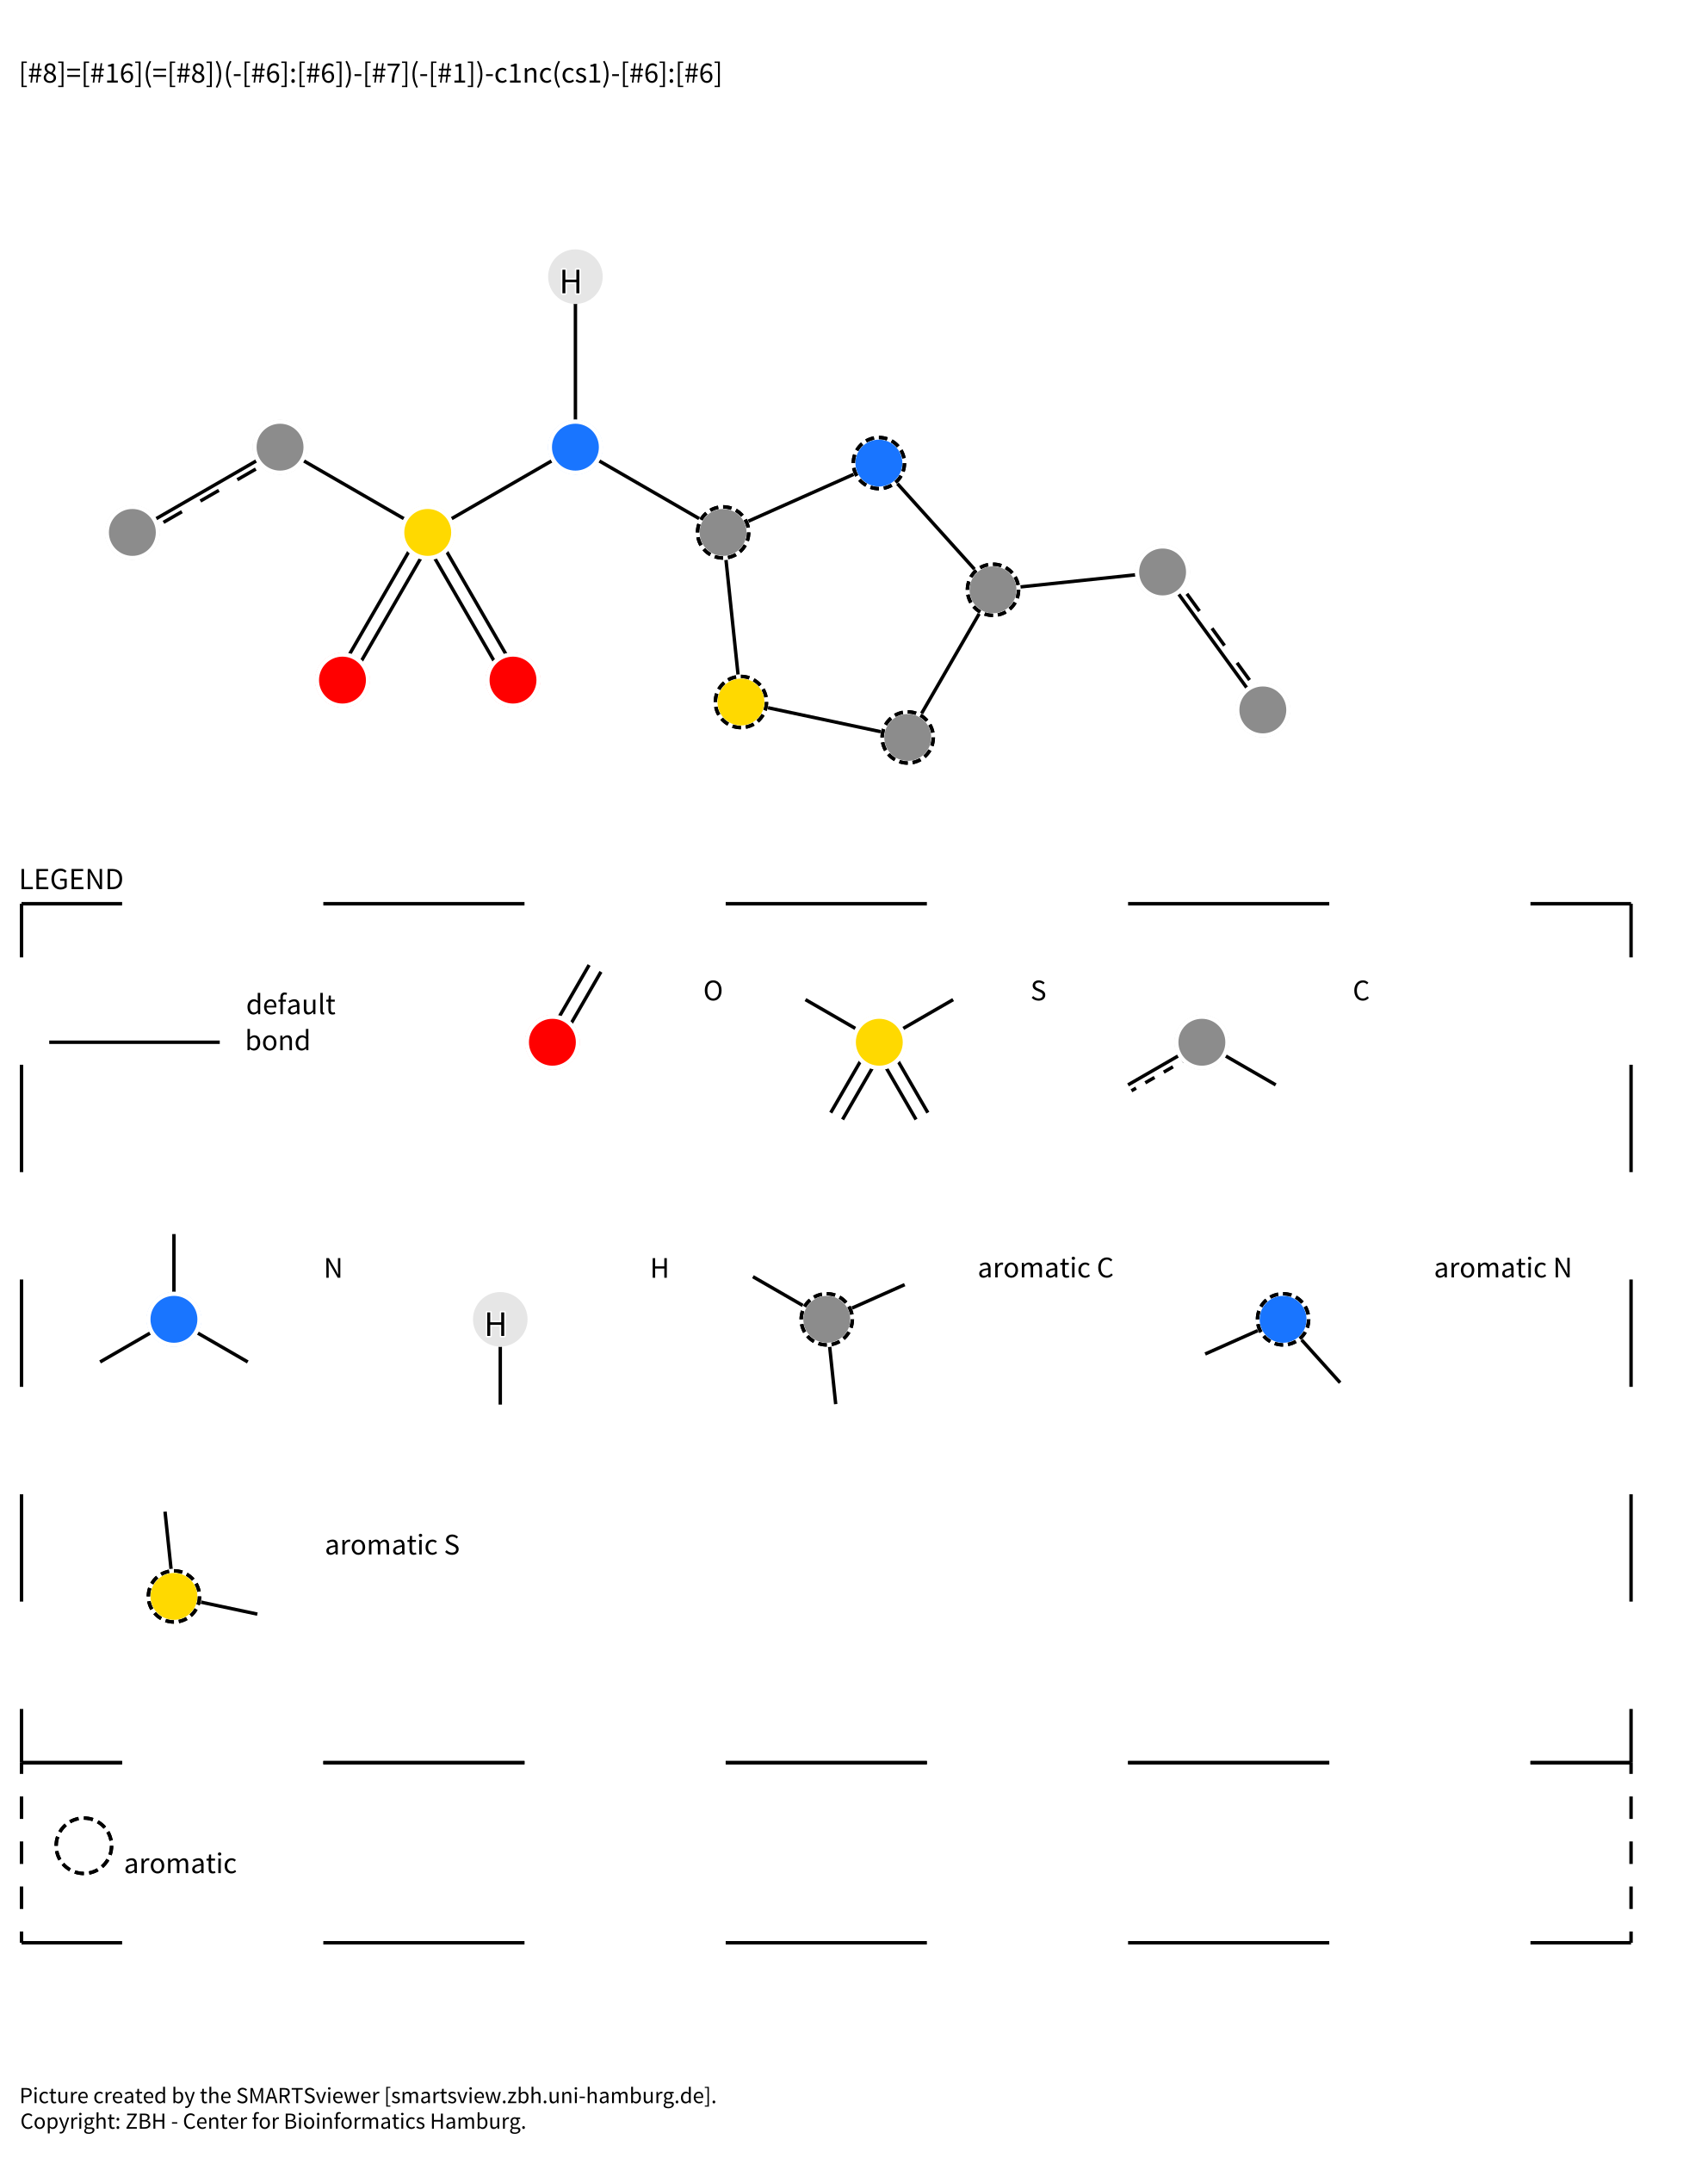 [#8]=[#16](=[#8])(-[#6]:[#6])-[#7](-[#1])-c1nc(cs1)-[#6]:[#6]
H
LEGEND
default
bond
O
S
C
N
H
H
aromatic C
aromatic N
aromatic S
aromatic
Picture created by the SMARTSviewer [smartsview.zbh.uni-hamburg.de].
Copyright: ZBH - Center for Bioinformatics Hamburg.